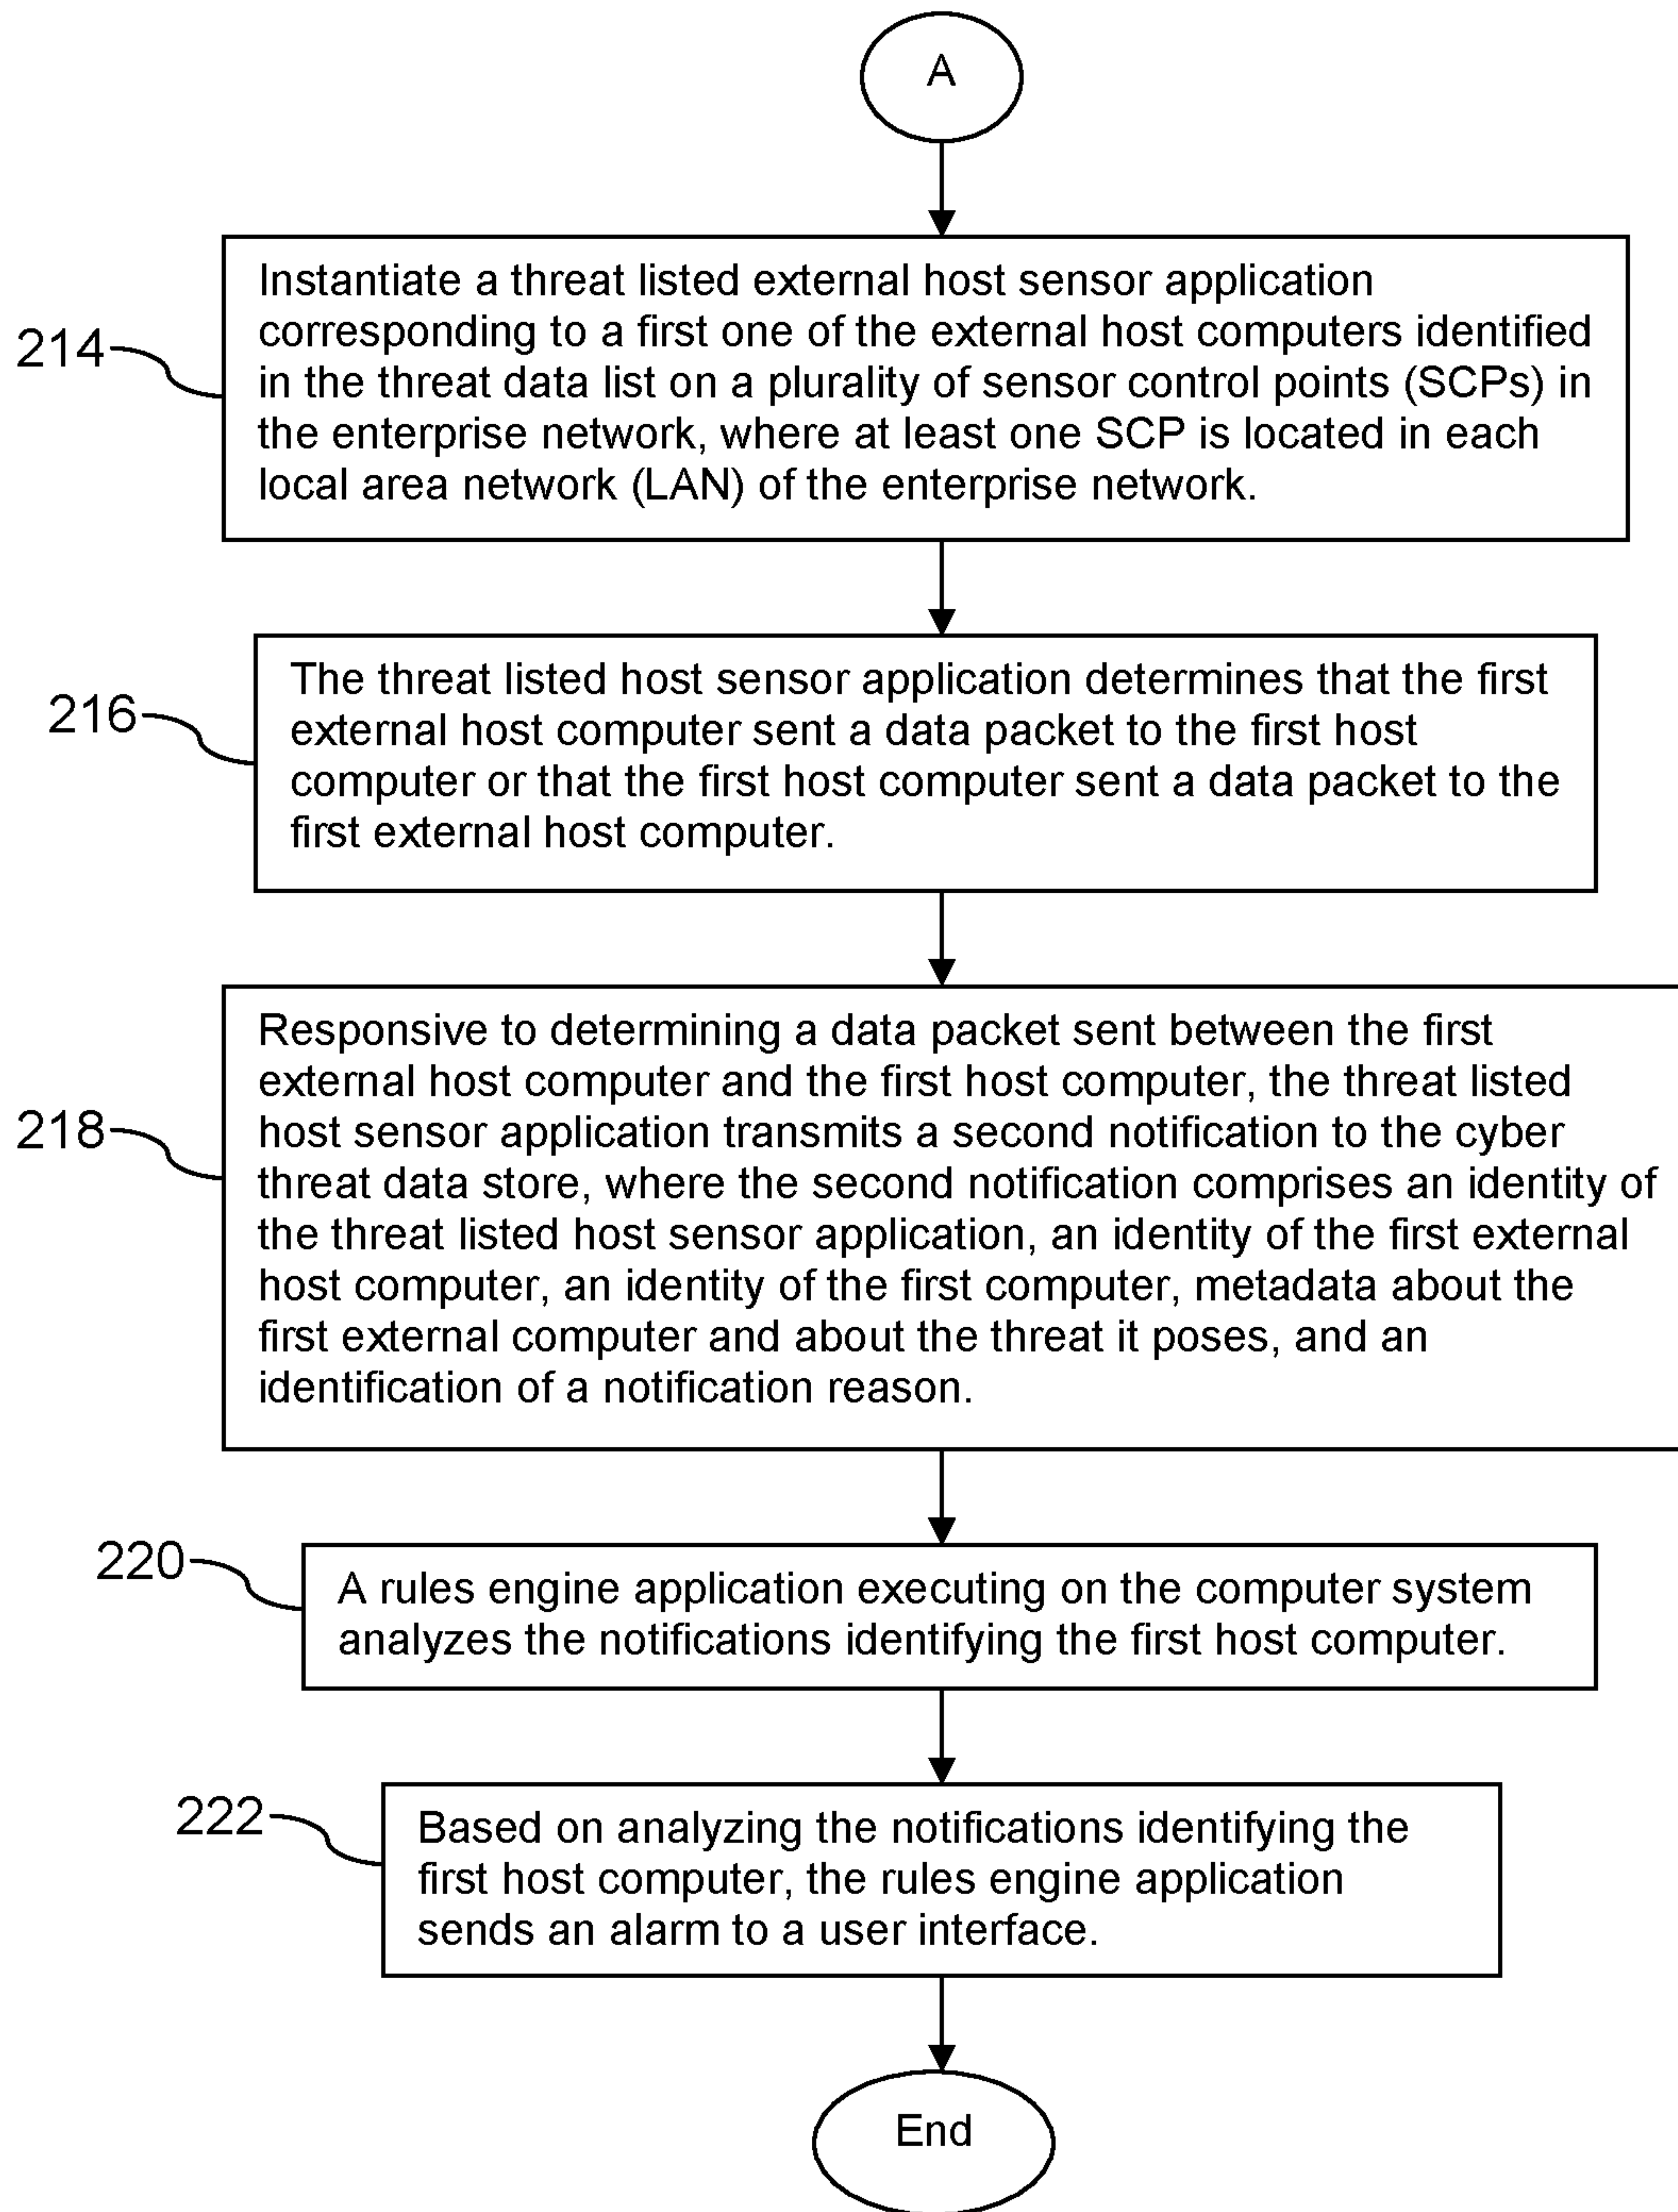 A
214
Instantiate a threat listed external host sensor application
corresponding to a first one of the external host computers identified
in the threat data list on a plurality of sensor control points (SCPs) in
the enterprise network, where at least one SCP is located in each
local area network (LAN) of the enterprise network.
216
The threat listed host sensor application determines that the first
external host computer sent a data packet to the first host
computer or that the first host computer sent a data packet to the
first external host computer.
218
Responsive to determining a data packet sent between the first
external host computer and the first host computer, the threat listed
host sensor application transmits a second notification to the cyber
threat data store, where the second notification comprises an identity of
the threat listed host sensor application, an identity of the first external
host computer, an identity of the first computer, metadata about the
first external computer and about the threat it poses, and an
identification of a notification reason.
220
A rules engine application executing on the computer system
analyzes the notifications identifying the first host computer.
222
Based on analyzing the notifications identifying the
first host computer, the rules engine application
sends an alarm to a user interface.
End